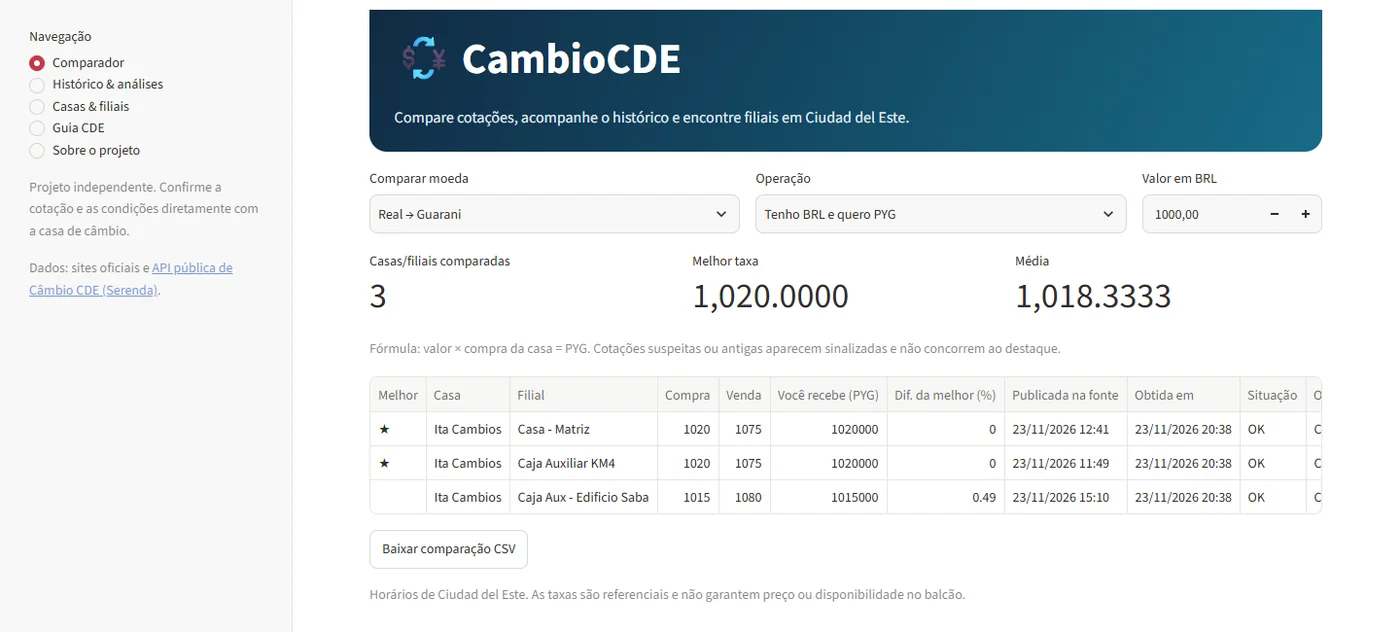 Navegação
Comparador
Histórico & análises
Casas & filiais
Guia CDE
Sobre o projeto
Projeto independente. Confirme a
cotação e as condições diretamente com
a casa de câmbio.
Dados: sites oficiais e API pública de
Câmbio CDE (Serenda).
$ ¥ CambioCDE
Compare cotações, acompanhe o histórico e encontre filiais em Ciudad del Este.
Comparar moeda Operação Valor em BRL
Real → Guarani Tenho BRL e quero PYG 1000,00 − +
Casas/filiais comparadas Melhor taxa Média
3 1,020.0000 1,018.3333
Fórmula: valor × compra da casa = PYG. Cotações suspeitas ou antigas aparecem sinalizadas e não concorrem ao destaque.
Melhor Casa Filial Compra Venda Você recebe (PYG) Dif. da melhor (%) Publicada na fonte Obtida em Situação
★ Ita Cambios Casa - Matriz 1020 1075 1020000 0 23/11/2026 12:41 23/11/2026 20:38 OK
★ Ita Cambios Caja Auxiliar KM4 1020 1075 1020000 0 23/11/2026 11:49 23/11/2026 20:38 OK
Ita Cambios Caja Aux - Edificio Saba 1015 1080 1015000 0.49 23/11/2026 15:10 23/11/2026 20:38 OK
Baixar comparação CSV
Horários de Ciudad del Este. As taxas são referenciais e não garantem preço ou disponibilidade no balcão.